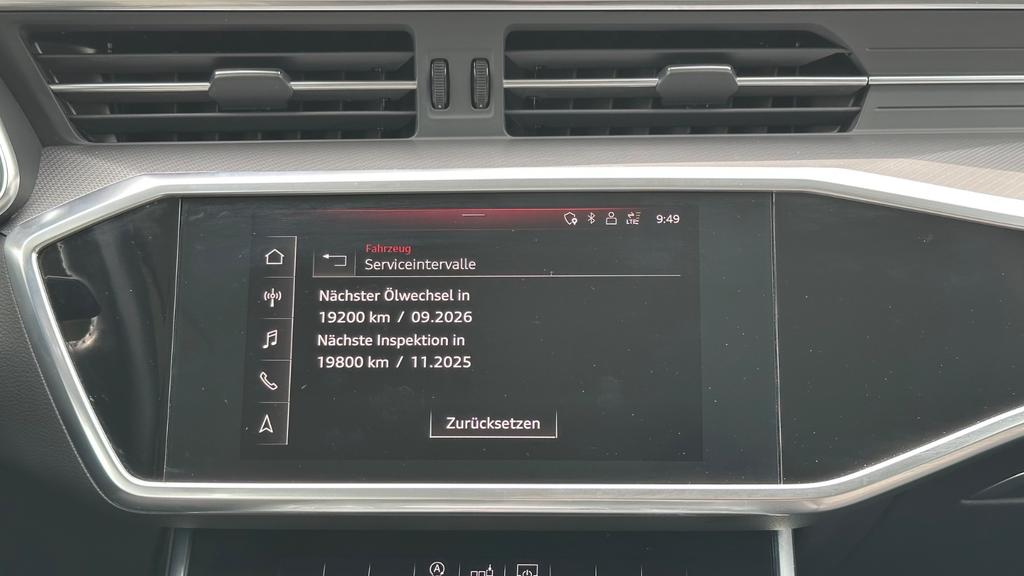 LTE 9:49
Fahrzeug
Serviceintervalle
Nächster Ölwechsel in
19200 km / 09.2026
Nächste Inspektion in
19800 km / 11.2025
Zurücksetzen
A